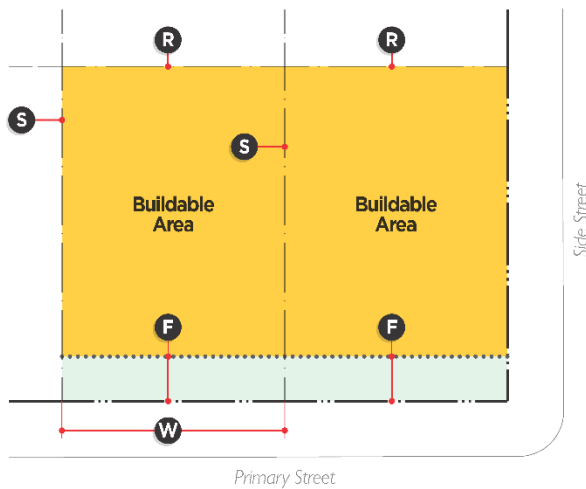 R
R
S
S
Buildable
Area
Buildable
Area
Side Street
F
F
W
Primary Street